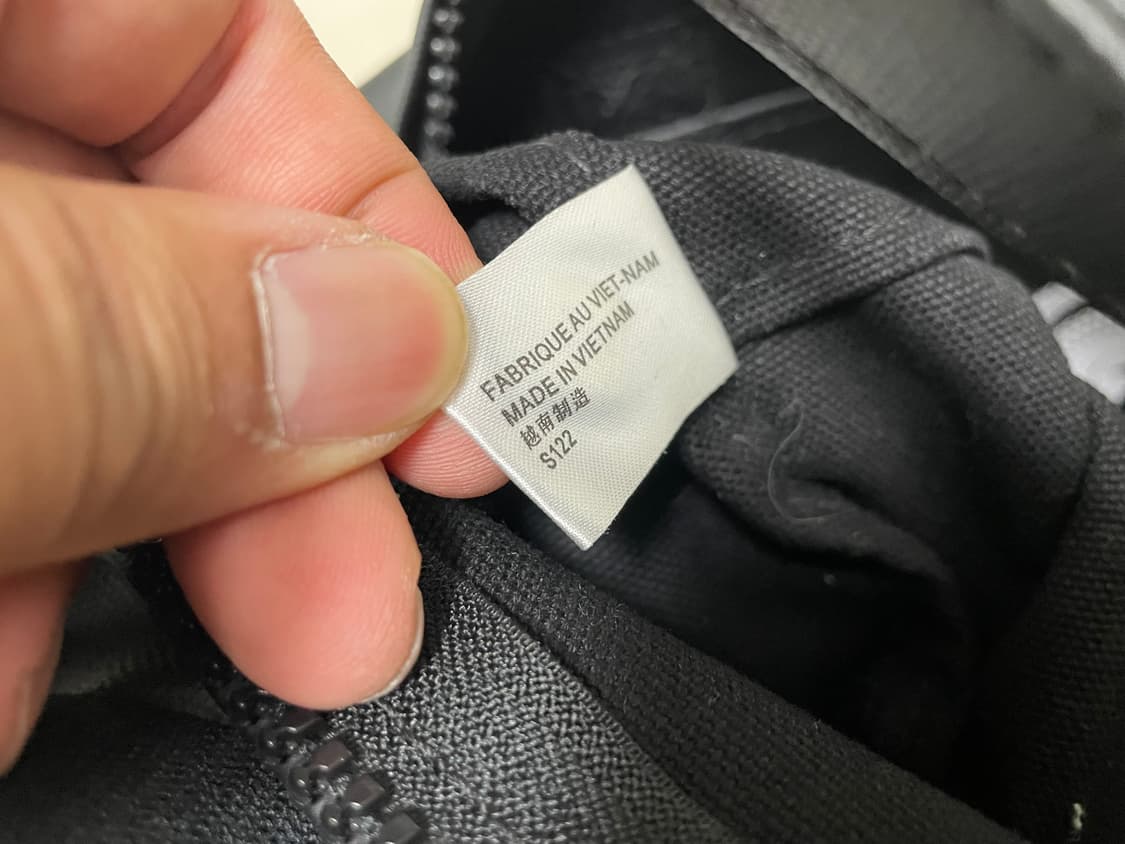 FABRIQUE AU VIET-NAM
MADE IN VIETNAM
越南制造
S122